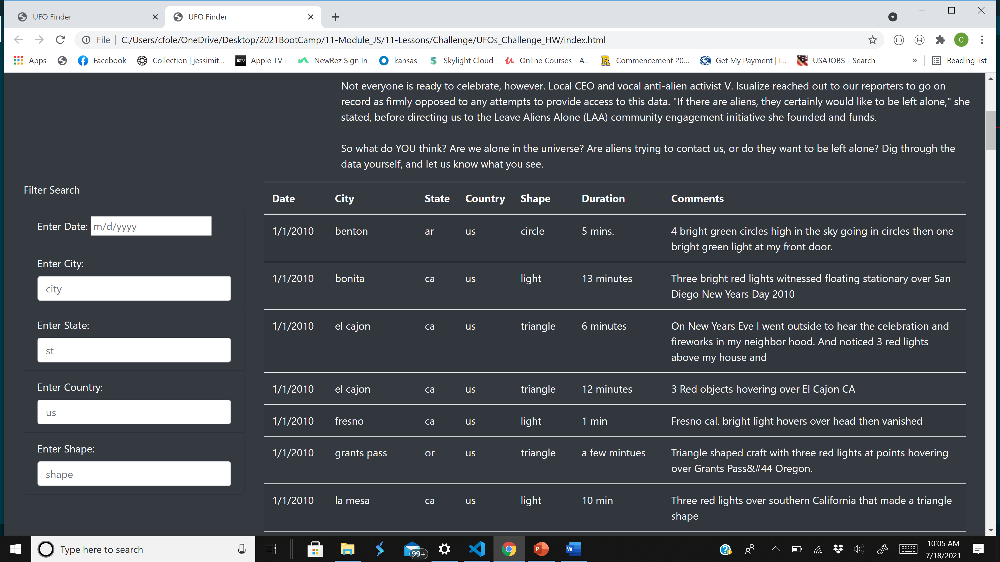 UFO Finder
UFO Finder
File
C:/Users/cfole/OneDrive/Desktop/2021BootCamp/11-Module_JS/11-Lessons/Challenge/UFOs_Challenge_HW/index.html
C
Apps
Facebook
Collection | jessimit...
tv
Apple TV+
NewRez Sign In
kansas
S
Skylight Cloud
Online Courses - A...
R
Commencement 20...
Get My Payment | I...
USAJOBS - Search
»
Reading list
Not everyone is ready to celebrate, however. Local CEO and vocal anti-alien activist V. Isualize reached out to our reporters to go on
record as firmly opposed to any attempts to provide access to this data. "If there are aliens, they certainly would like to be left alone," she
stated, before directing us to the Leave Aliens Alone (LAA) community engagement initiative she founded and funds.
So what do YOU think? Are we alone in the universe? Are aliens trying to contact us, or do they want to be left alone? Dig through the
data yourself, and let us know what you see.
Filter Search
Enter Date: m/d/yyyy
Enter City:
city
Enter State:
st
Enter Country:
us
Enter Shape:
shape
Date City State Country Shape Duration Comments
1/1/2010 benton ar us circle 5 mins. 4 bright green circles high in the sky going in circles then one
bright green light at my front door.
1/1/2010 bonita ca us light 13 minutes Three bright red lights witnessed floating stationary over San
Diego New Years Day 2010
1/1/2010 el cajon ca us triangle 6 minutes On New Years Eve I went outside to hear the celebration and
fireworks in my neighbor hood. And noticed 3 red lights
above my house and
1/1/2010 el cajon ca us triangle 12 minutes 3 Red objects hovering over El Cajon CA
1/1/2010 fresno ca us light 1 min Fresno cal. bright light hovers over head then vanished
1/1/2010 grants pass or us triangle a few mintues Triangle shaped craft with three red lights at points hovering
over Grants Pass&#44 Oregon.
1/1/2010 la mesa ca us light 10 min Three red lights over southern California that made a triangle
shape
Type here to search
99+
P
W
10:05 AM
7/18/2021